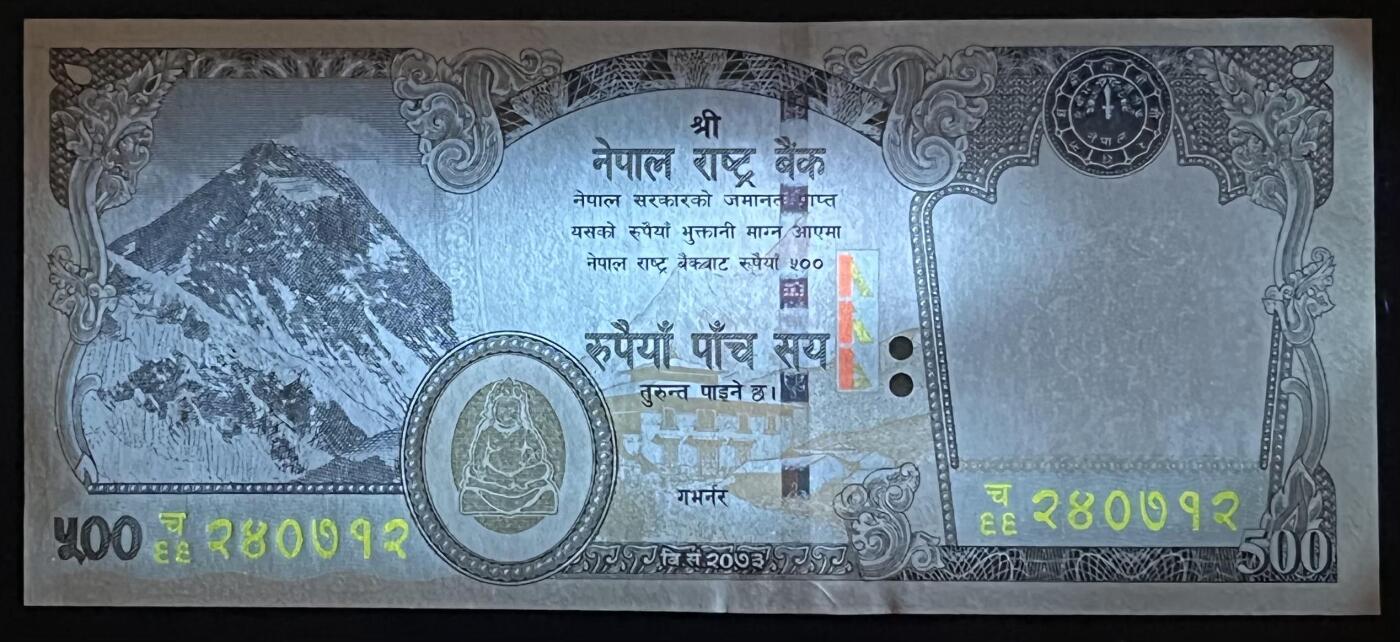 श्री
नेपाल राष्ट्र बैंक
नेपाल सरकारको जमानत प्राप्त
यसको रुपैयाँ भुक्तानी माग्न आएमा
नेपाल राष्ट्र बैंकबाट रुपैयाँ ५००
रुपैयाँ पाँच सय
तुरुन्त पाइने छ।
गभर्नर
५०० च ६६ २४०७१२
च ६६ २४०७१२
वि सं २०७३
500